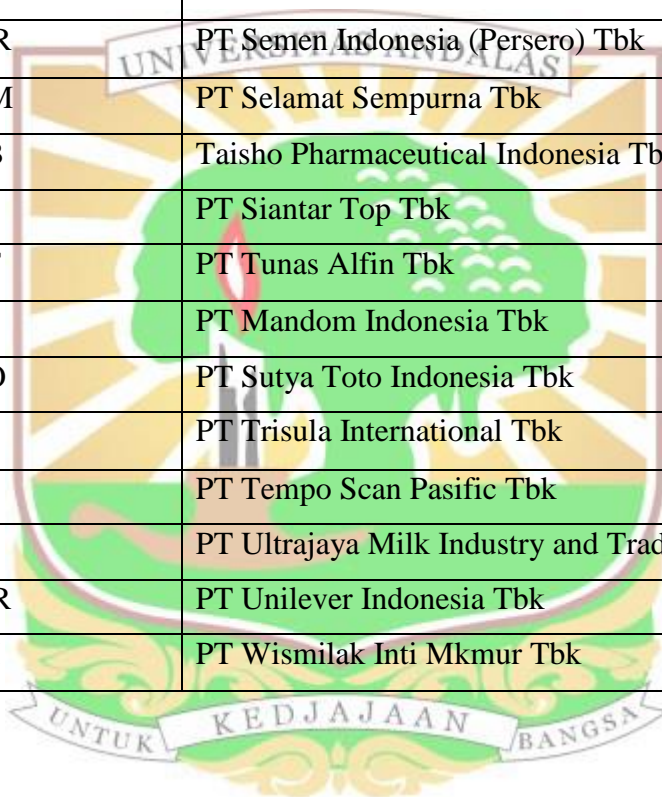 UNIVERSITAS ANDALAS
R PT Semen Indonesia (Persero) Tbk
M PT Selamat Sempurna Tbk
B Taisho Pharmaceutical Indonesia Tb
PT Siantar Top Tbk
PT Tunas Alfin Tbk
PT Mandom Indonesia Tbk
O PT Sutya Toto Indonesia Tbk
PT Trisula International Tbk
PT Tempo Scan Pasific Tbk
PT Ultrajaya Milk Industry and Trad
R PT Unilever Indonesia Tbk
PT Wismilak Inti Mkmur Tbk
UNTUK KEDJAJAAN BANGSA